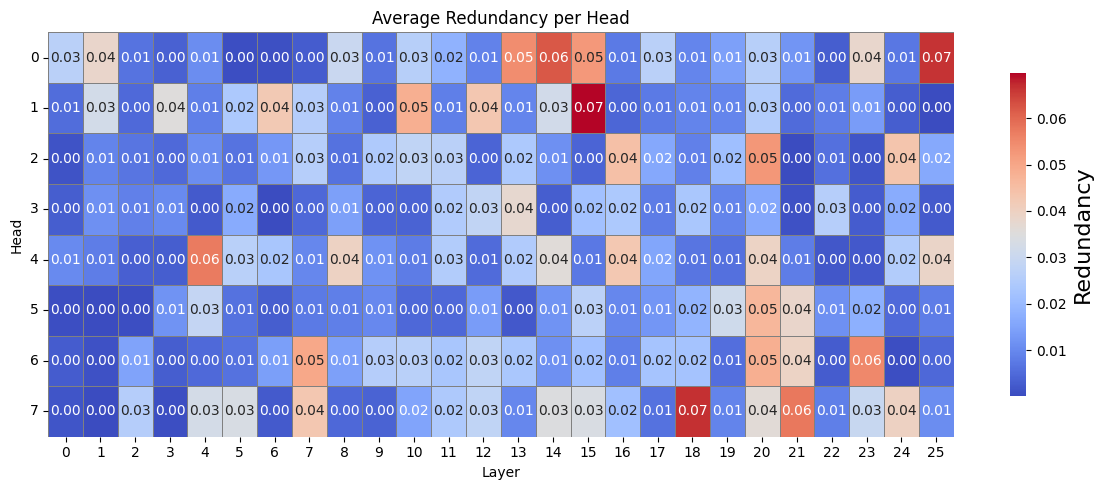 Average Redundancy per Head
0 0.03 0.04 0.01 0.00 0.01 0.00 0.00 0.00 0.03 0.01 0.03 0.02 0.01 0.05 0.06 0.05 0.01 0.03 0.01 0.01 0.03 0.01 0.00 0.04 0.01 0.07
1 0.01 0.03 0.00 0.04 0.01 0.02 0.04 0.03 0.01 0.00 0.05 0.01 0.04 0.01 0.03 0.07 0.00 0.01 0.01 0.01 0.03 0.00 0.01 0.01 0.00 0.00
2 0.00 0.01 0.01 0.00 0.01 0.01 0.01 0.03 0.01 0.02 0.03 0.03 0.00 0.02 0.01 0.00 0.04 0.02 0.01 0.02 0.05 0.00 0.01 0.00 0.04 0.02
3 0.00 0.01 0.01 0.01 0.00 0.02 0.00 0.00 0.01 0.00 0.00 0.02 0.03 0.04 0.00 0.02 0.02 0.01 0.02 0.01 0.02 0.00 0.03 0.00 0.02 0.00
4 0.01 0.01 0.00 0.00 0.06 0.03 0.02 0.01 0.04 0.01 0.01 0.03 0.01 0.02 0.04 0.01 0.04 0.02 0.01 0.01 0.04 0.01 0.00 0.00 0.02 0.04
5 0.00 0.00 0.00 0.01 0.03 0.01 0.00 0.01 0.01 0.01 0.00 0.00 0.01 0.00 0.01 0.03 0.01 0.01 0.02 0.03 0.05 0.04 0.01 0.02 0.00 0.01
6 0.00 0.00 0.01 0.00 0.00 0.01 0.01 0.05 0.01 0.03 0.03 0.02 0.03 0.02 0.01 0.02 0.01 0.02 0.02 0.01 0.05 0.04 0.00 0.06 0.00 0.00
7 0.00 0.00 0.03 0.00 0.03 0.03 0.00 0.04 0.00 0.00 0.02 0.02 0.03 0.01 0.03 0.03 0.02 0.01 0.07 0.01 0.04 0.06 0.01 0.03 0.04 0.01
0 1 2 3 4 5 6 7 8 9 10 11 12 13 14 15 16 17 18 19 20 21 22 23 24 25
Layer
Head
0.06
0.05
0.04
0.03
0.02
0.01
Redundancy